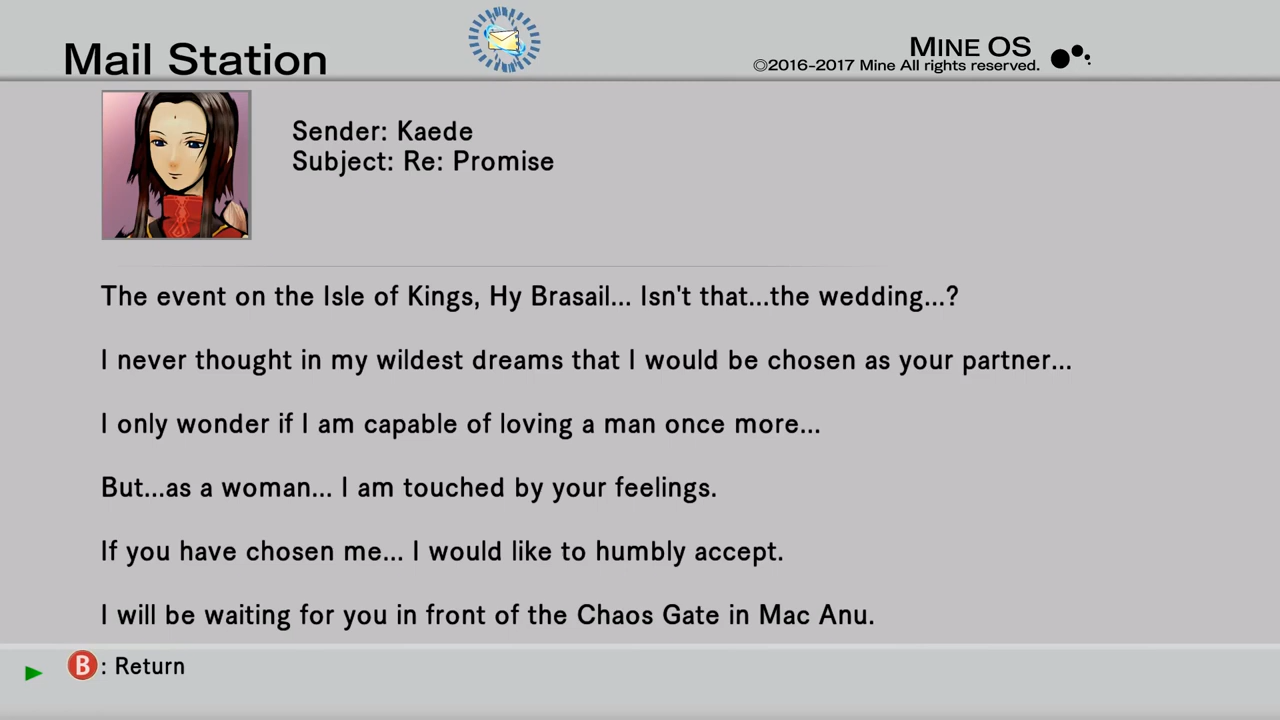 Mail Station
MINE OS
©2016-2017 Mine All rights reserved.
Sender: Kaede
Subject: Re: Promise
The event on the Isle of Kings, Hy Brasail... Isn't that...the wedding...?
I never thought in my wildest dreams that I would be chosen as your partner...
I only wonder if I am capable of loving a man once more...
But...as a woman... I am touched by your feelings.
If you have chosen me... I would like to humbly accept.
I will be waiting for you in front of the Chaos Gate in Mac Anu.
B: Return